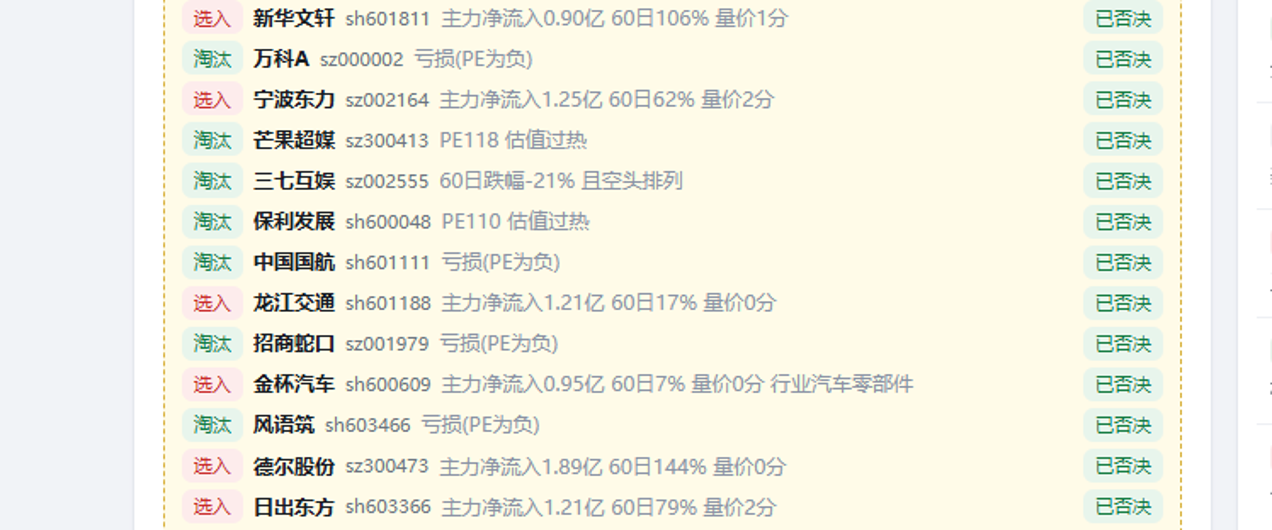 选入 新华文轩 sh601811 主力净流入0.90亿 60日106% 量价1分 已否决
淘汰 万科A sz000002 亏损(PE为负) 已否决
选入 宁波东力 sz002164 主力净流入1.25亿 60日62% 量价2分 已否决
淘汰 芒果超媒 sz300413 PE118 估值过热 已否决
淘汰 三七互娱 sz002555 60日跌幅-21% 且空头排列 已否决
淘汰 保利发展 sh600048 PE110 估值过热 已否决
淘汰 中国国航 sh601111 亏损(PE为负) 已否决
选入 龙江交通 sh601188 主力净流入1.21亿 60日17% 量价0分 已否决
淘汰 招商蛇口 sz001979 亏损(PE为负) 已否决
选入 金杯汽车 sh600609 主力净流入0.95亿 60日7% 量价0分 行业汽车零部件 已否决
淘汰 风语筑 sh603466 亏损(PE为负) 已否决
选入 德尔股份 sz300473 主力净流入1.89亿 60日144% 量价0分 已否决
选入 日出东方 sh603366 主力净流入1.21亿 60日79% 量价2分 已否决